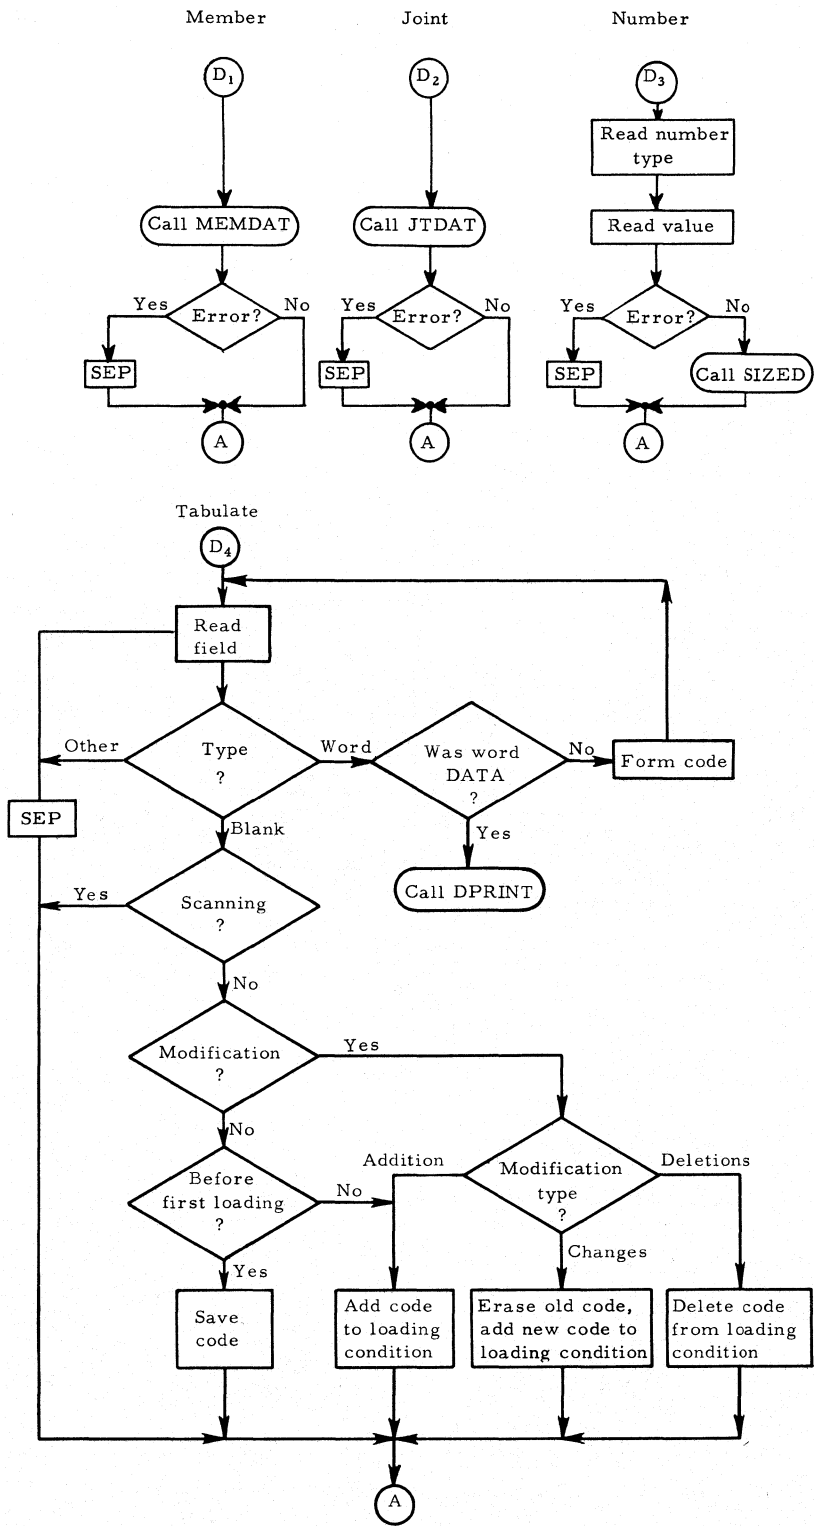 Member
Joint
Number
D1
D2
D3
Read number
type
Call MEMDAT
Call JTDAT
Read value
Yes
Error?
No
Yes
Error?
No
Yes
Error?
No
SEP
SEP
SEP
Call SIZED
A
A
A
Tabulate
D4
Read
field
Other
Type
?
Word
Was word
DATA
?
No
Form code
SEP
Blank
Yes
Call DPRINT
Yes
Scanning
?
No
Modification
?
Yes
No
Before
first loading
?
No
Addition
Modification
type
?
Deletions
Changes
Yes
Save
code
Add code
to loading
condition
Erase old code,
add new code to
loading condition
Delete code
from loading
condition
A